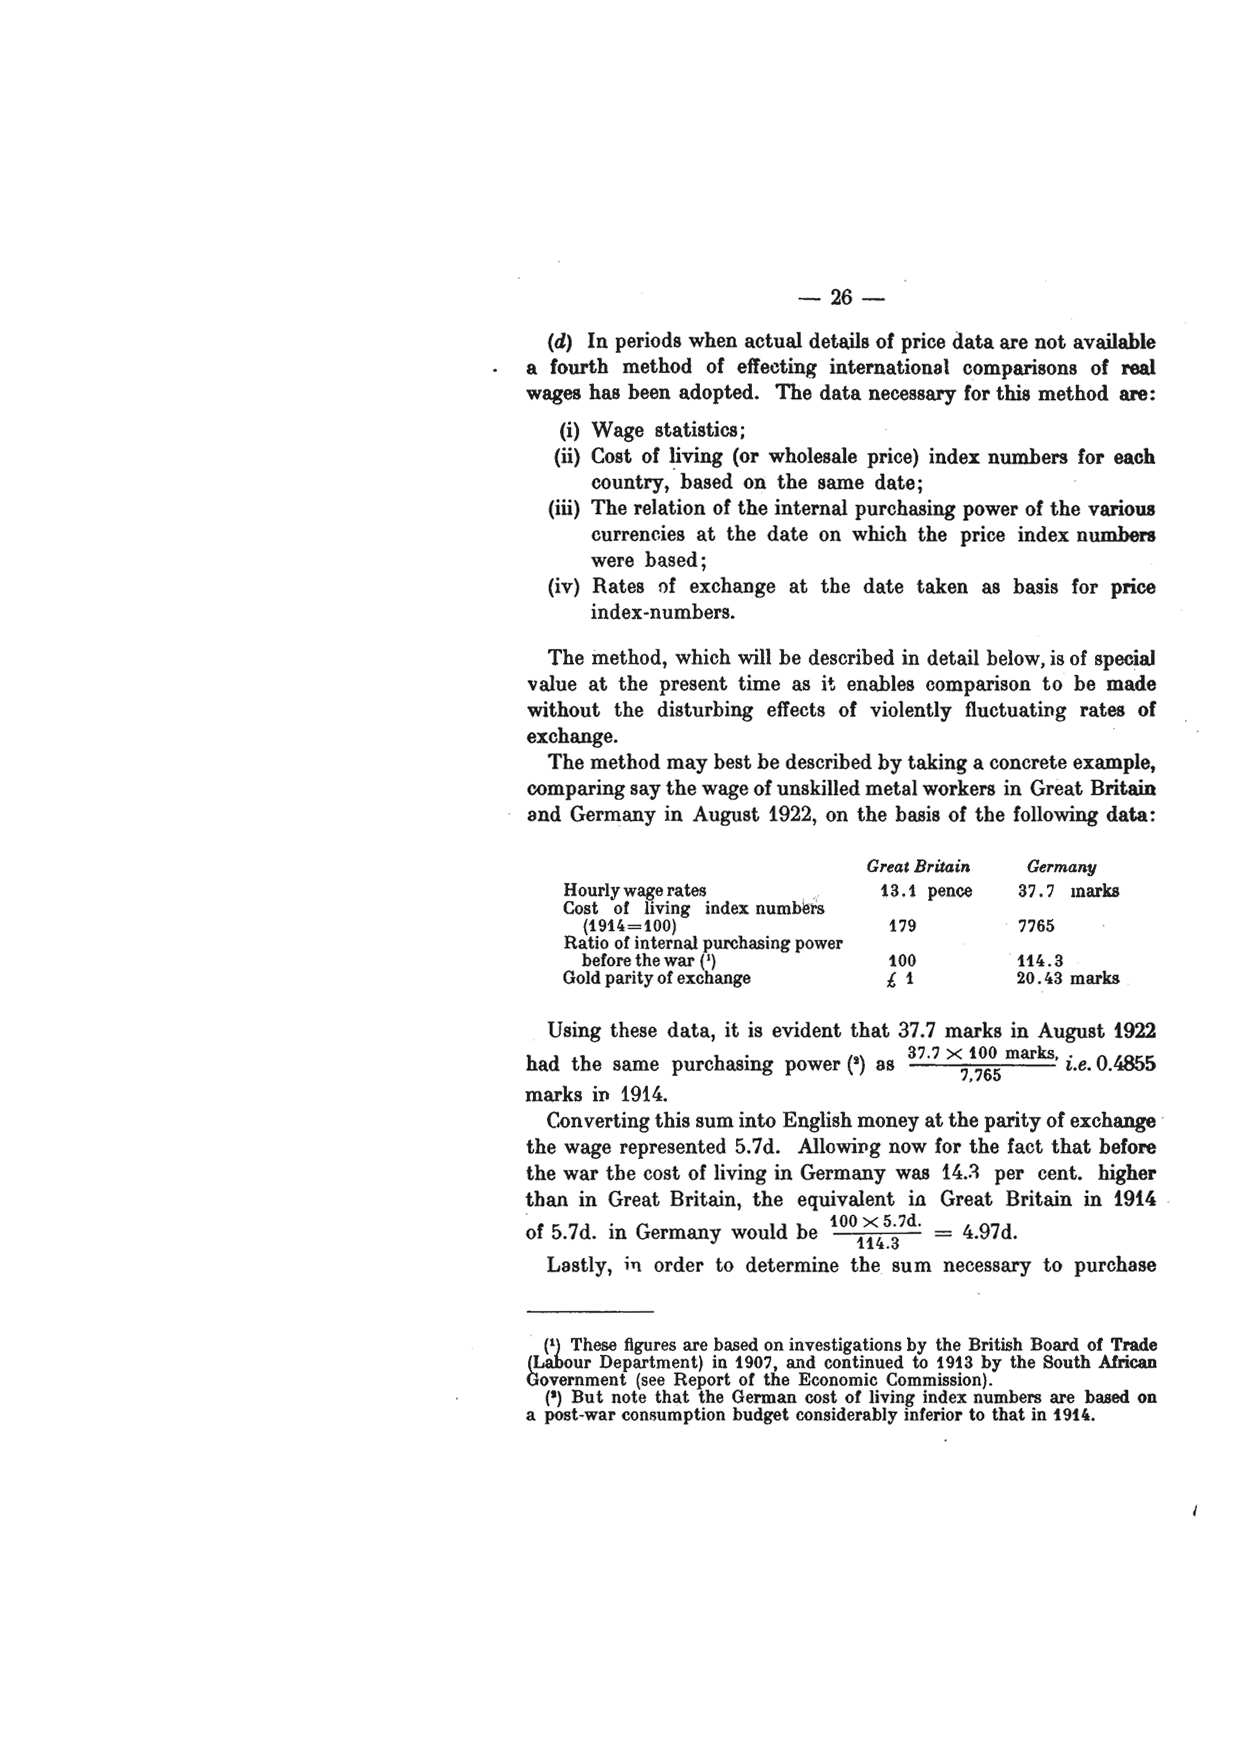 — 26 —
(d) In periods when actual details of price data are not available
a fourth method of effecting international comparisons of real
wages has been adopted. The data necessary for this method are:
(i) Wage statistics;
(ii) Cost of living (or wholesale price) index numbers for each
country, based on the same date;
(iii) The relation of the internal purchasing power of the various
currencies at the date on which the price index numbers
were based;
(iv) Rates of exchange at the date taken as basis for price
index-numbers.
The method, which will be described in detail below, is of special
value at the present time as it enables comparison to be made
without the disturbing effects of violently fluctuating rates of
exchange.
The method may best be described by taking a concrete example,
comparing say the wage of unskilled metal workers in Great Britain
and Germany in August 1922, on the basis of the following data:
Great Britain Germany
Hourly wage rates 13.1 pence 37.7 marks
Cost of living index numbers
(1914=100) 179 7765
Ratio of internal purchasing power
before the war (¹) 100 114.3
Gold parity of exchange £ 1 20.43 marks
Using these data, it is evident that 37.7 marks in August 1922
had the same purchasing power (²) as 37.7 × 100 marks, / 7,765 i.e. 0.4855
marks in 1914.
Converting this sum into English money at the parity of exchange
the wage represented 5.7d. Allowing now for the fact that before
the war the cost of living in Germany was 14.3 per cent. higher
than in Great Britain, the equivalent in Great Britain in 1914
of 5.7d. in Germany would be 100 × 5.7d. / 114.3 = 4.97d.
Lastly, in order to determine the sum necessary to purchase
(¹) These figures are based on investigations by the British Board of Trade
(Labour Department) in 1907, and continued to 1913 by the South African
Government (see Report of the Economic Commission).
(²) But note that the German cost of living index numbers are based on
a post-war consumption budget considerably inferior to that in 1914.